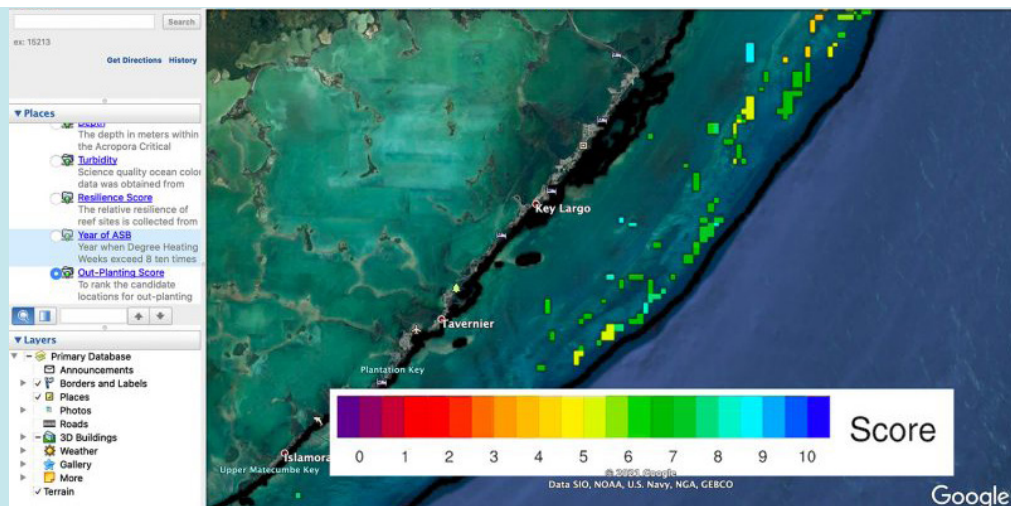 Search
ex: 15213
Get Directions History
Places
Depth
The depth in meters within
the Acropora Critical
Turbidity
Science quality ocean color
data was obtained from
Resilience Score
The relative resilience of
reef sites is collected from
Year of ASB
Year when Degree Heating
Weeks exceed 8 ten times
Out-Planting Score
To rank the candidate
locations for out-planting
Layers
Primary Database
Announcements
Borders and Labels
Places
Photos
Roads
3D Buildings
Weather
Gallery
More
Terrain
Key Largo
Tavernier
Plantation Key
Islamora
Upper Matecumbe Key
0 1 2 3 4 5 6 7 8 9 10
Score
© 2021 Google
Data SIO, NOAA, U.S. Navy, NGA, GEBCO
Google